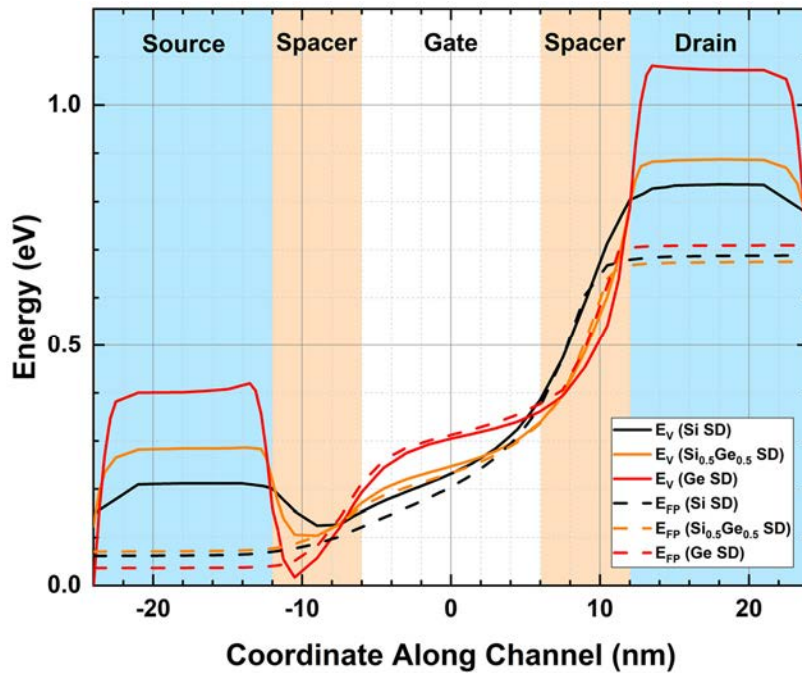 Source Spacer Gate Spacer Drain
1.0
0.5
0.0
Energy (eV)
E_V (Si SD)
E_V (Si_0.5Ge_0.5 SD)
E_V (Ge SD)
E_FP (Si SD)
E_FP (Si_0.5Ge_0.5 SD)
E_FP (Ge SD)
-20 -10 0 10 20
Coordinate Along Channel (nm)